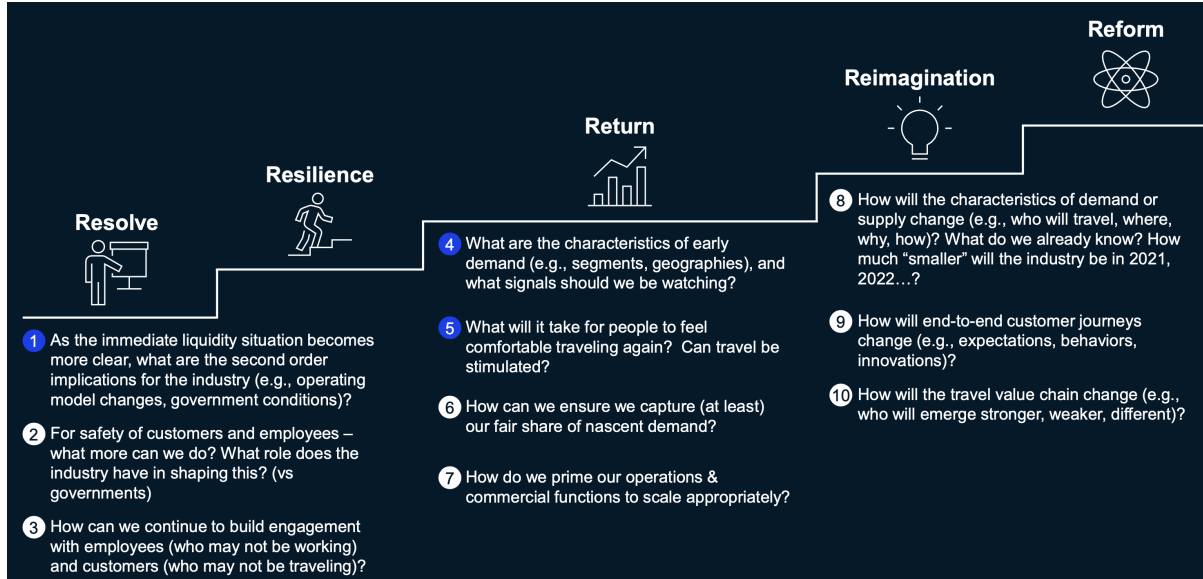 Reform
Reimagination
Return
Resilience
Resolve
1 As the immediate liquidity situation becomes
more clear, what are the second order
implications for the industry (e.g., operating
model changes, government conditions)?
2 For safety of customers and employees –
what more can we do? What role does the
industry have in shaping this? (vs
governments)
3 How can we continue to build engagement
with employees (who may not be working)
and customers (who may not be traveling)?
4 What are the characteristics of early
demand (e.g., segments, geographies), and
what signals should we be watching?
5 What will it take for people to feel
comfortable traveling again?  Can travel be
stimulated?
6 How can we ensure we capture (at least)
our fair share of nascent demand?
7 How do we prime our operations &
commercial functions to scale appropriately?
8 How will the characteristics of demand or
supply change (e.g., who will travel, where,
why, how)? What do we already know? How
much “smaller” will the industry be in 2021,
2022…?
9 How will end-to-end customer journeys
change (e.g., expectations, behaviors,
innovations)?
10 How will the travel value chain change (e.g.,
who will emerge stronger, weaker, different)?